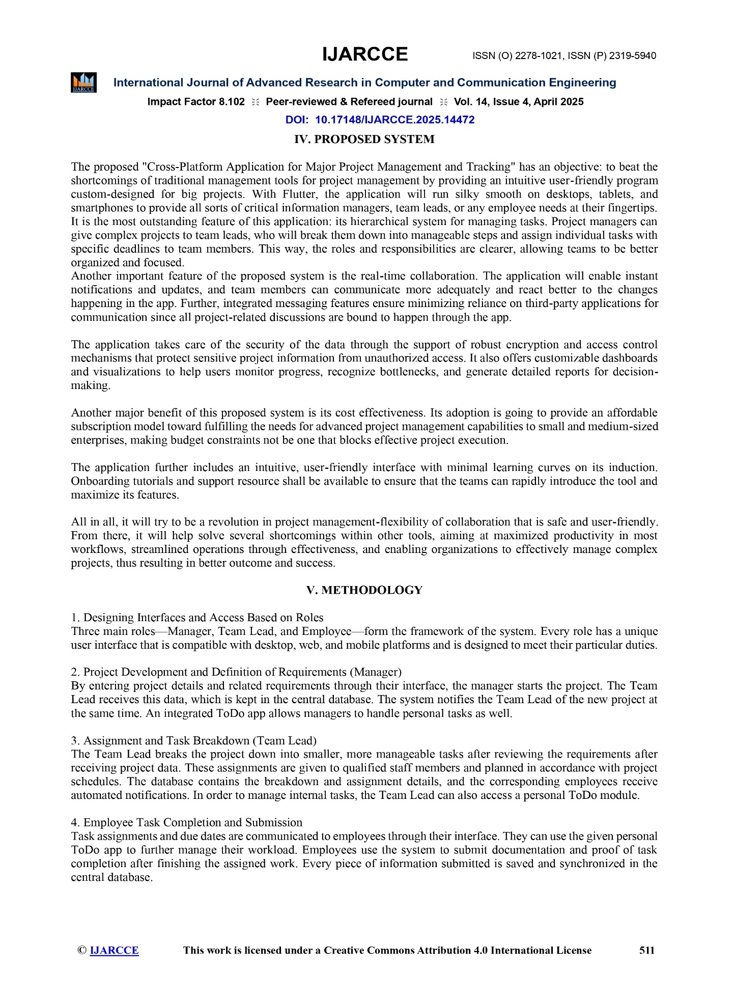 IJARCCE
ISSN (O) 2278-1021, ISSN (P) 2319-5940
IJARCCE
International Journal of Advanced Research in Computer and Communication Engineering
Impact Factor 8.102 ⁙ Peer-reviewed & Refereed journal ⁙ Vol. 14, Issue 4, April 2025
DOI: 10.17148/IJARCCE.2025.14472
IV. PROPOSED SYSTEM
The proposed "Cross-Platform Application for Major Project Management and Tracking" has an objective: to beat the
shortcomings of traditional management tools for project management by providing an intuitive user-friendly program
custom-designed for big projects. With Flutter, the application will run silky smooth on desktops, tablets, and
smartphones to provide all sorts of critical information managers, team leads, or any employee needs at their fingertips.
It is the most outstanding feature of this application: its hierarchical system for managing tasks. Project managers can
give complex projects to team leads, who will break them down into manageable steps and assign individual tasks with
specific deadlines to team members. This way, the roles and responsibilities are clearer, allowing teams to be better
organized and focused.
Another important feature of the proposed system is the real-time collaboration. The application will enable instant
notifications and updates, and team members can communicate more adequately and react better to the changes
happening in the app. Further, integrated messaging features ensure minimizing reliance on third-party applications for
communication since all project-related discussions are bound to happen through the app.
The application takes care of the security of the data through the support of robust encryption and access control
mechanisms that protect sensitive project information from unauthorized access. It also offers customizable dashboards
and visualizations to help users monitor progress, recognize bottlenecks, and generate detailed reports for decision-
making.
Another major benefit of this proposed system is its cost effectiveness. Its adoption is going to provide an affordable
subscription model toward fulfilling the needs for advanced project management capabilities to small and medium-sized
enterprises, making budget constraints not be one that blocks effective project execution.
The application further includes an intuitive, user-friendly interface with minimal learning curves on its induction.
Onboarding tutorials and support resource shall be available to ensure that the teams can rapidly introduce the tool and
maximize its features.
All in all, it will try to be a revolution in project management-flexibility of collaboration that is safe and user-friendly.
From there, it will help solve several shortcomings within other tools, aiming at maximized productivity in most
workflows, streamlined operations through effectiveness, and enabling organizations to effectively manage complex
projects, thus resulting in better outcome and success.
V. METHODOLOGY
1. Designing Interfaces and Access Based on Roles
Three main roles—Manager, Team Lead, and Employee—form the framework of the system. Every role has a unique
user interface that is compatible with desktop, web, and mobile platforms and is designed to meet their particular duties.
2. Project Development and Definition of Requirements (Manager)
By entering project details and related requirements through their interface, the manager starts the project. The Team
Lead receives this data, which is kept in the central database. The system notifies the Team Lead of the new project at
the same time. An integrated ToDo app allows managers to handle personal tasks as well.
3. Assignment and Task Breakdown (Team Lead)
The Team Lead breaks the project down into smaller, more manageable tasks after reviewing the requirements after
receiving project data. These assignments are given to qualified staff members and planned in accordance with project
schedules. The database contains the breakdown and assignment details, and the corresponding employees receive
automated notifications. In order to manage internal tasks, the Team Lead can also access a personal ToDo module.
4. Employee Task Completion and Submission
Task assignments and due dates are communicated to employees through their interface. They can use the given personal
ToDo app to further manage their workload. Employees use the system to submit documentation and proof of task
completion after finishing the assigned work. Every piece of information submitted is saved and synchronized in the
central database.
© IJARCCE This work is licensed under a Creative Commons Attribution 4.0 International License 511